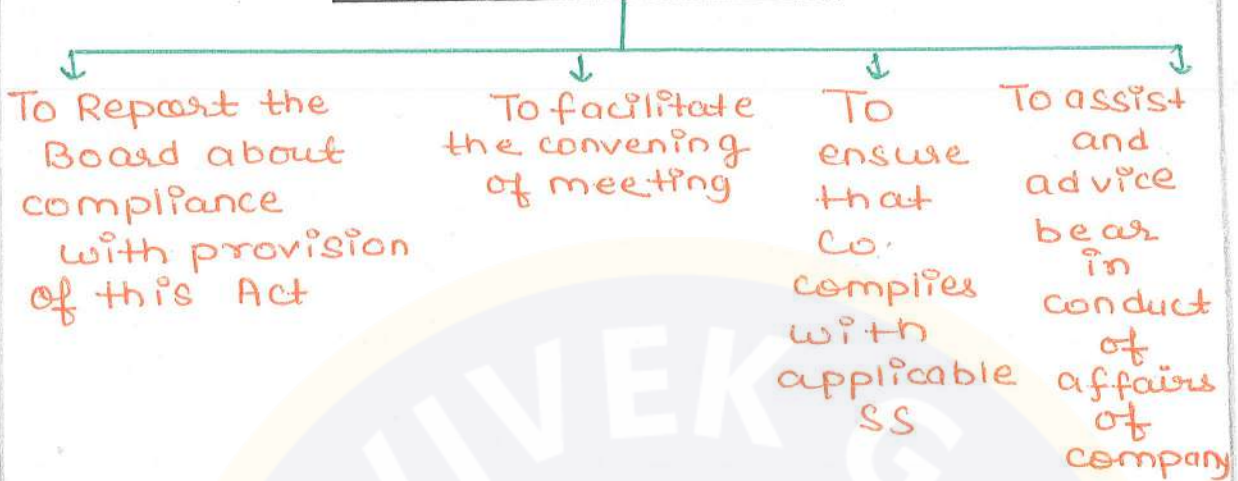 To Report the
Board about
compliance
with provision
of this Act
To facilitate
the convening
of meeting
To
ensure
that
Co.
complies
with
applicable
SS
To assist
and
advice
bear
in
conduct
of
affairs
of
company
VIVEK G